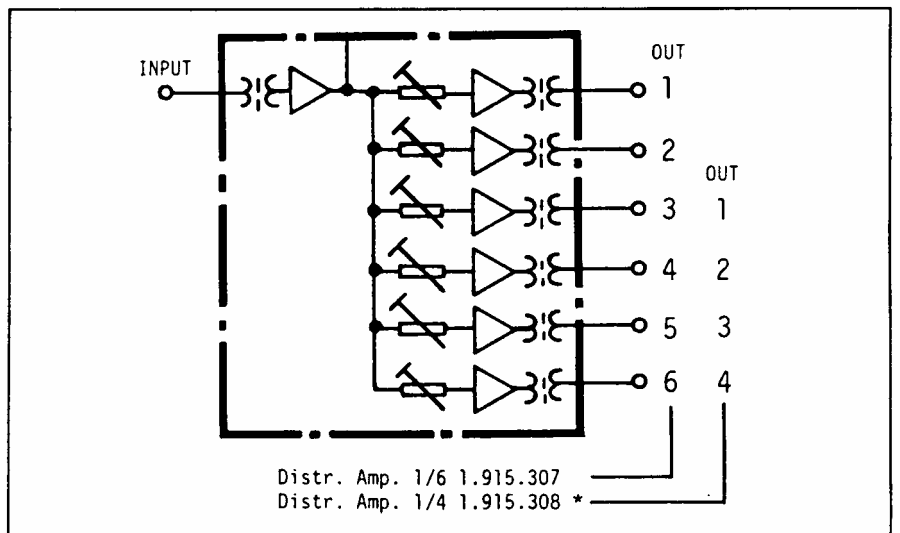 OUT
INPUT
1
2
OUT
3 1
4 2
5 3
6 4
Distr. Amp. 1/6 1.915.307
Distr. Amp. 1/4 1.915.308 *